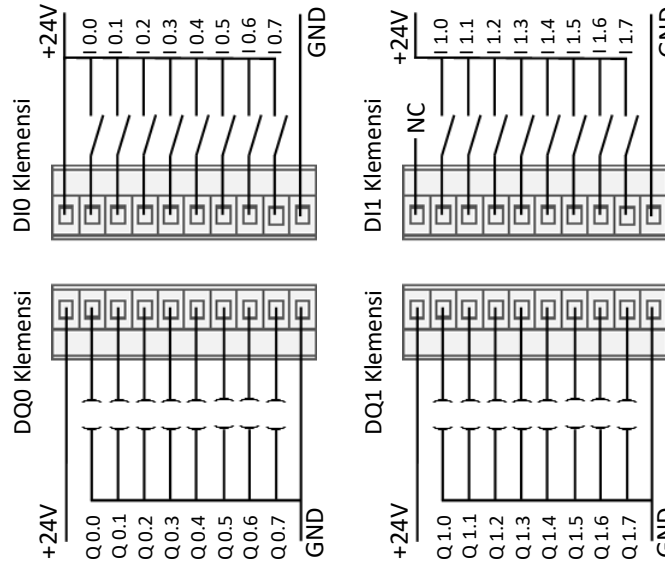 DI0 Klemensi
+24V
I 0.0
I 0.1
I 0.2
I 0.3
I 0.4
I 0.5
I 0.6
I 0.7
GND
DI1 Klemensi
+24V
NC
I 1.0
I 1.1
I 1.2
I 1.3
I 1.4
I 1.5
I 1.6
I 1.7
GND
DQ0 Klemensi
+24V
Q 0.0
Q 0.1
Q 0.2
Q 0.3
Q 0.4
Q 0.5
Q 0.6
Q 0.7
GND
DQ1 Klemensi
+24V
Q 1.0
Q 1.1
Q 1.2
Q 1.3
Q 1.4
Q 1.5
Q 1.6
Q 1.7
GND